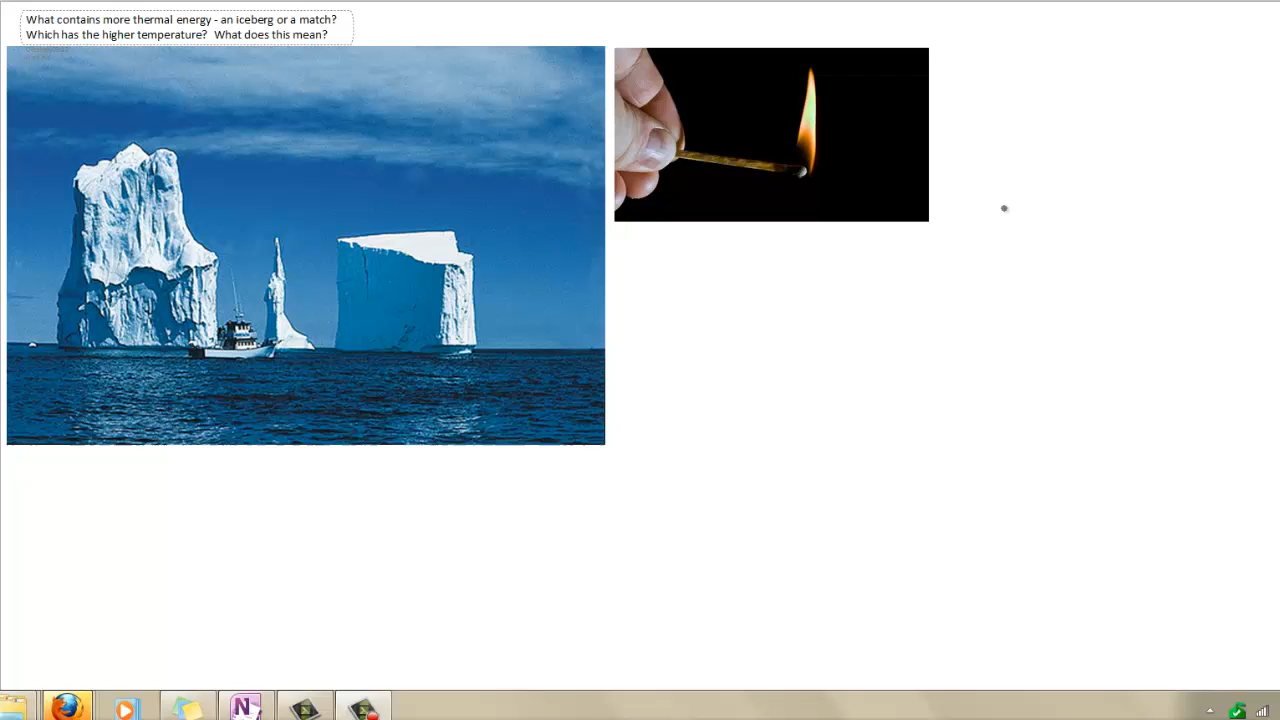 What contains more thermal energy - an iceberg or a match?
Which has the higher temperature?  What does this mean?